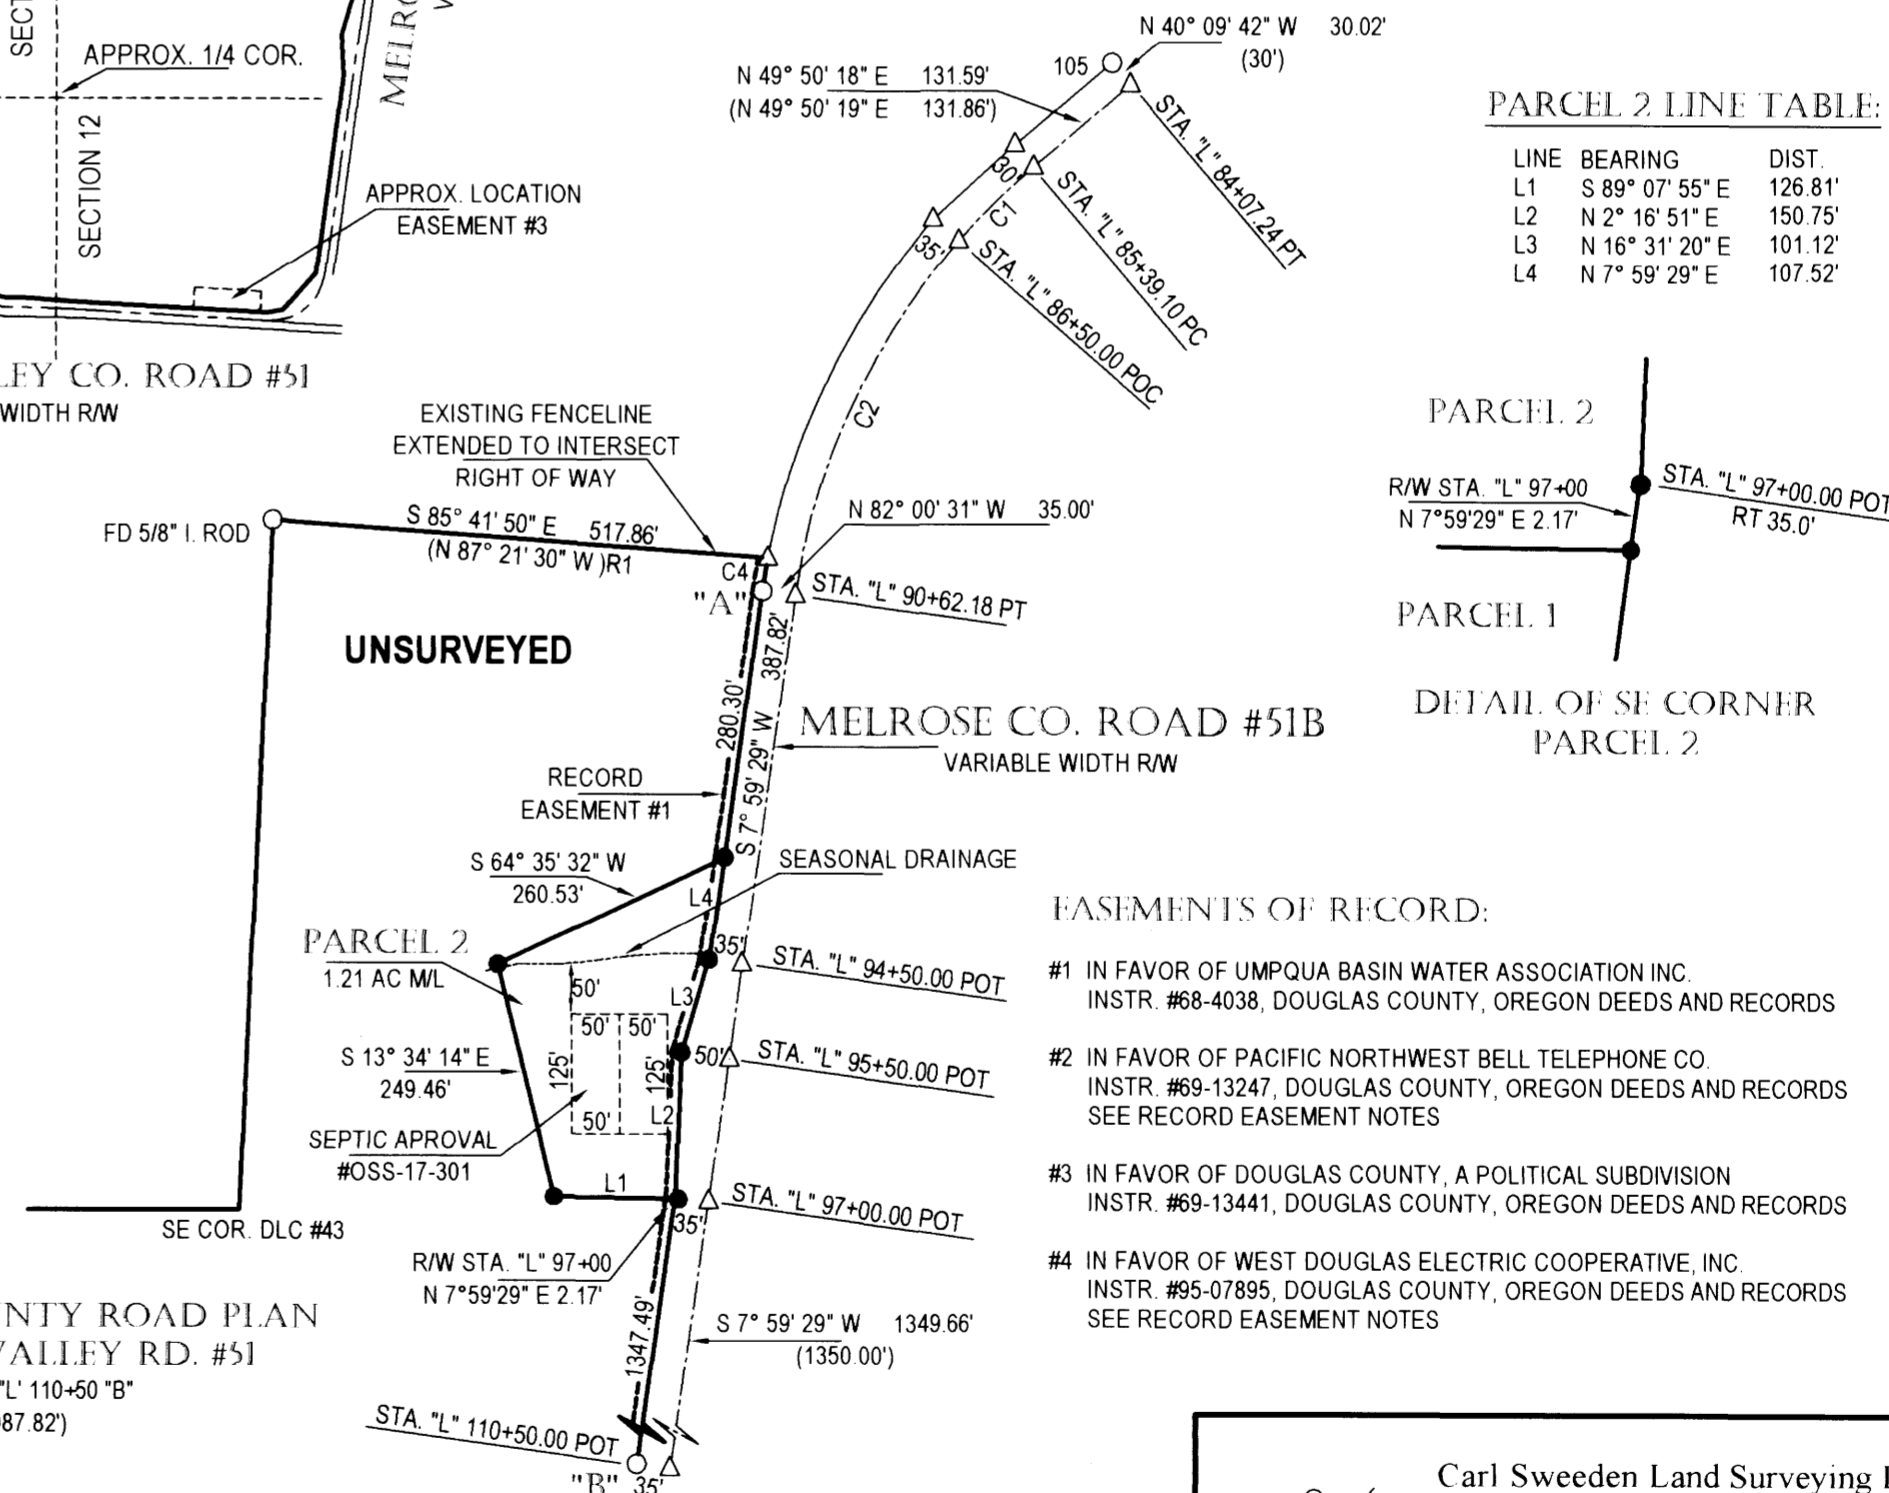 SECTION 12
APPROX. 1/4 COR.
APPROX. LOCATION
EASEMENT #3
CO. ROAD #51
WIDTH R/W
N 40° 09' 42" W 30.02'
(30')
105
N 49° 50' 18" E 131.59'
(N 49° 50' 19" E 131.86')
STA. "L" 84+07.24 PT
30'
STA. "L" 85+39.10 PC
C1
35'
STA. "L" 86+50.00 POC
C2
PARCEL 2 LINE TABLE:
LINE BEARING DIST.
L1 S 89° 07' 55" E 126.81'
L2 N 2° 16' 51" E 150.75'
L3 N 16° 31' 20" E 101.12'
L4 N 7° 59' 29" E 107.52'
PARCEL 2
R/W STA. "L" 97+00
N 7°59'29" E 2.17'
STA. "L" 97+00.00 POT
RT 35.0'
PARCEL 1
DETAIL OF SE CORNER
PARCEL 2
EXISTING FENCELINE
EXTENDED TO INTERSECT
RIGHT OF WAY
FD 5/8" I. ROD
S 85° 41' 50" E 517.86'
(N 87° 21' 30" W )R1
N 82° 00' 31" W 35.00'
C4
"A"
STA. "L" 90+62.18 PT
UNSURVEYED
387.82'
S 7° 59' 29" W
280.30'
MELROSE CO. ROAD #51B
VARIABLE WIDTH R/W
RECORD
EASEMENT #1
S 64° 35' 32" W
260.53'
SEASONAL DRAINAGE
L4
PARCEL 2
1.21 AC M/L
35'
STA. "L" 94+50.00 POT
50'
L3
50' 50'
50'
STA. "L" 95+50.00 POT
S 13° 34' 14" E
249.46'
125'
125'
50'
L2
SEPTIC APROVAL
#OSS-17-301
L1
STA. "L" 97+00.00 POT
35'
SE COR. DLC #43
R/W STA. "L" 97+00
N 7°59'29" E 2.17'
1347.49'
S 7° 59' 29" W 1349.66'
(1350.00')
ROAD PLAN
RD. #51
110+50 "B"
STA. "L" 110+50.00 POT
"B" 35'
EASEMENTS OF RECORD:
#1 IN FAVOR OF UMPQUA BASIN WATER ASSOCIATION INC.
INSTR. #68-4038, DOUGLAS COUNTY, OREGON DEEDS AND RECORDS
#2 IN FAVOR OF PACIFIC NORTHWEST BELL TELEPHONE CO.
INSTR. #69-13247, DOUGLAS COUNTY, OREGON DEEDS AND RECORDS
SEE RECORD EASEMENT NOTES
#3 IN FAVOR OF DOUGLAS COUNTY, A POLITICAL SUBDIVISION
INSTR. #69-13441, DOUGLAS COUNTY, OREGON DEEDS AND RECORDS
#4 IN FAVOR OF WEST DOUGLAS ELECTRIC COOPERATIVE, INC.
INSTR. #95-07895, DOUGLAS COUNTY, OREGON DEEDS AND RECORDS
SEE RECORD EASEMENT NOTES
Carl Sweeden Land Surveying